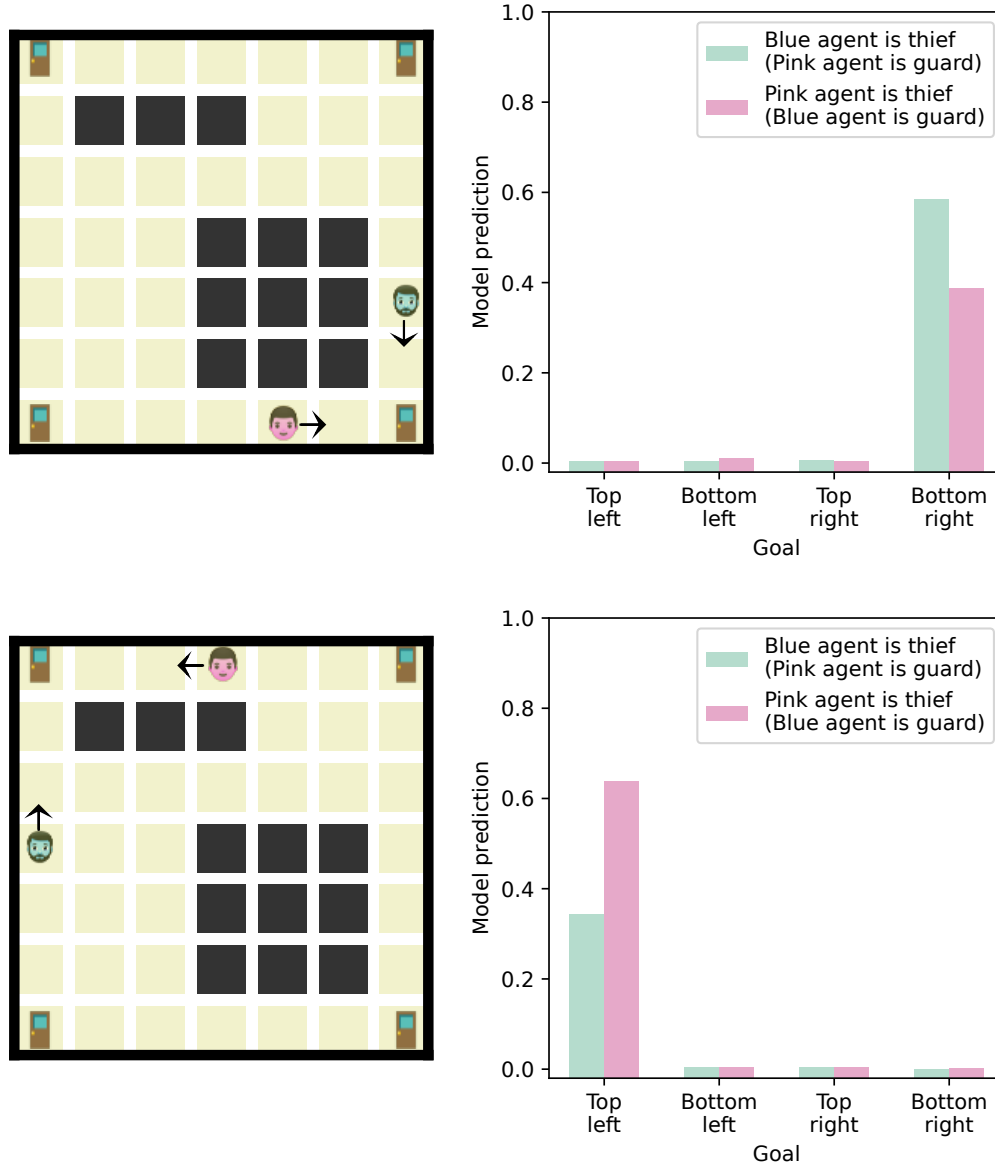 1.0
0.8
0.6
0.4
0.2
0.0
Model prediction
Blue agent is thief
(Pink agent is guard)
Pink agent is thief
(Blue agent is guard)
Top
left
Bottom
left
Top
right
Bottom
right
Goal
1.0
0.8
0.6
0.4
0.2
0.0
Model prediction
Blue agent is thief
(Pink agent is guard)
Pink agent is thief
(Blue agent is guard)
Top
left
Bottom
left
Top
right
Bottom
right
Goal